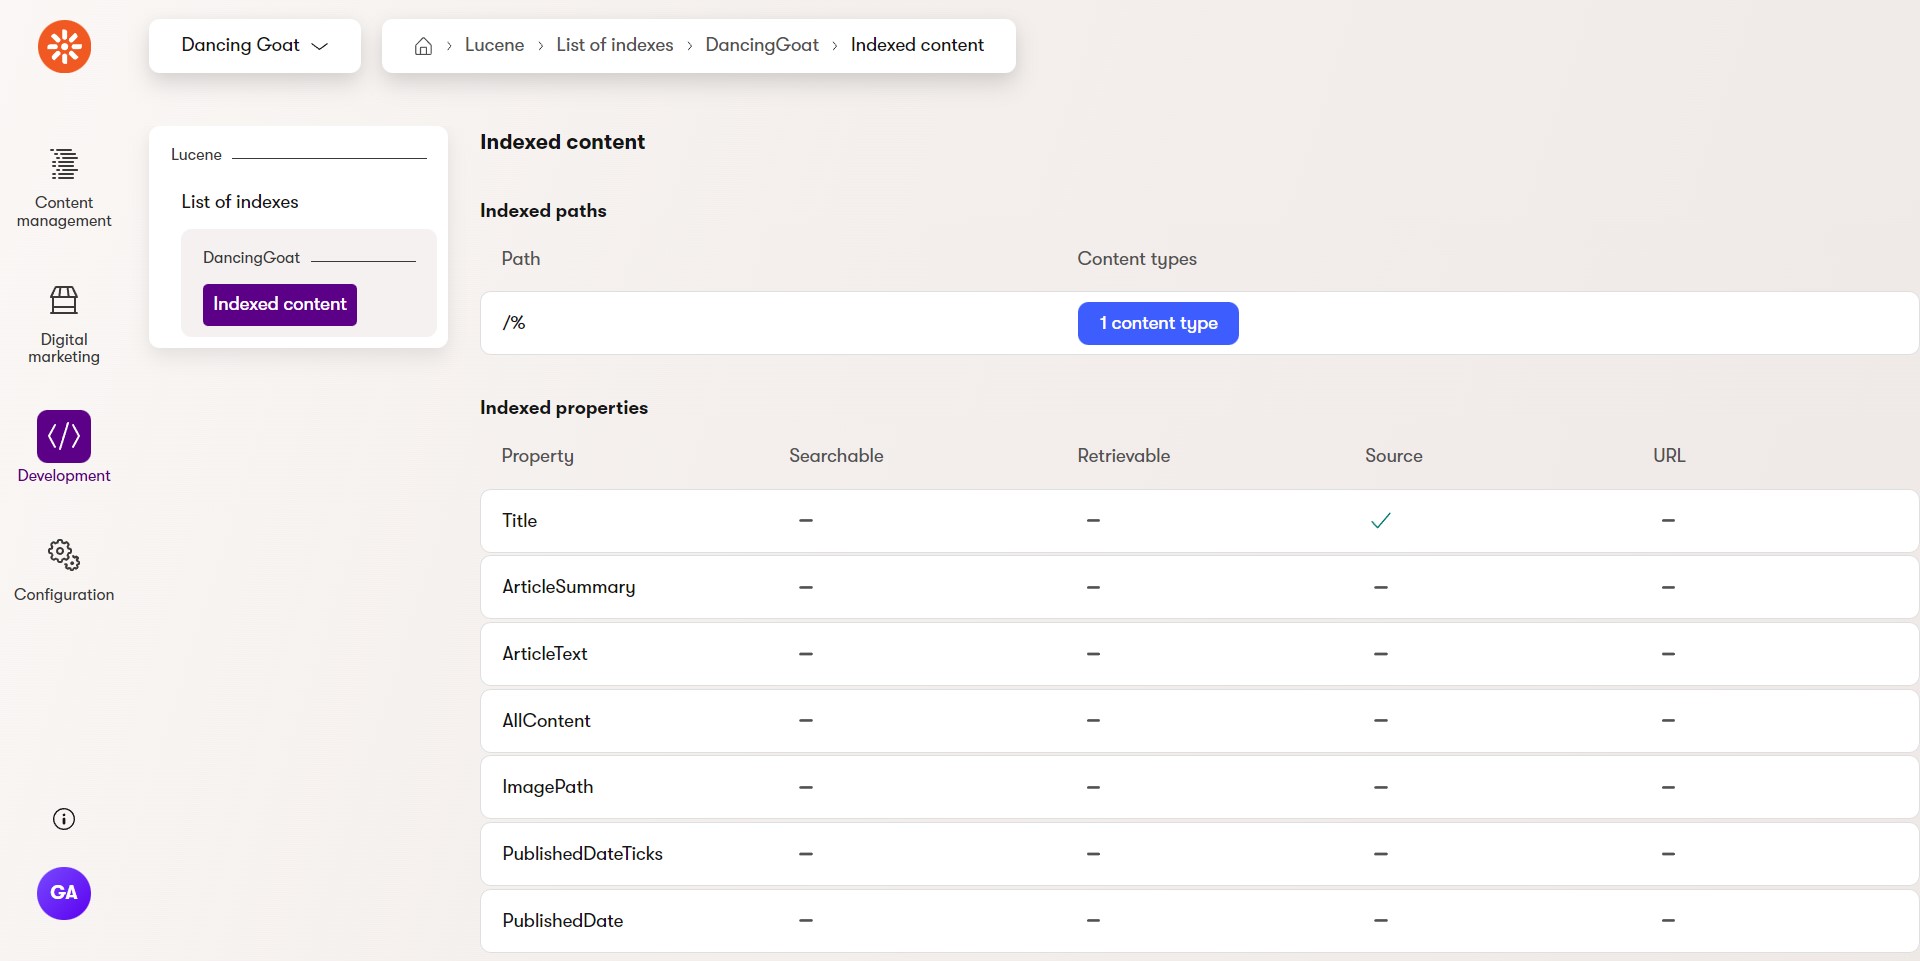 Dancing Goat
Lucene
List of indexes
DancingGoat
Indexed content
Content
management
Digital
marketing
Development
Configuration
GA
Lucene
List of indexes
DancingGoat
Indexed content
Indexed content
Indexed paths
Path Content types
/% 1 content type
Indexed properties
Property Searchable Retrievable Source URL
Title
ArticleSummary
ArticleText
AllContent
ImagePath
PublishedDateTicks
PublishedDate